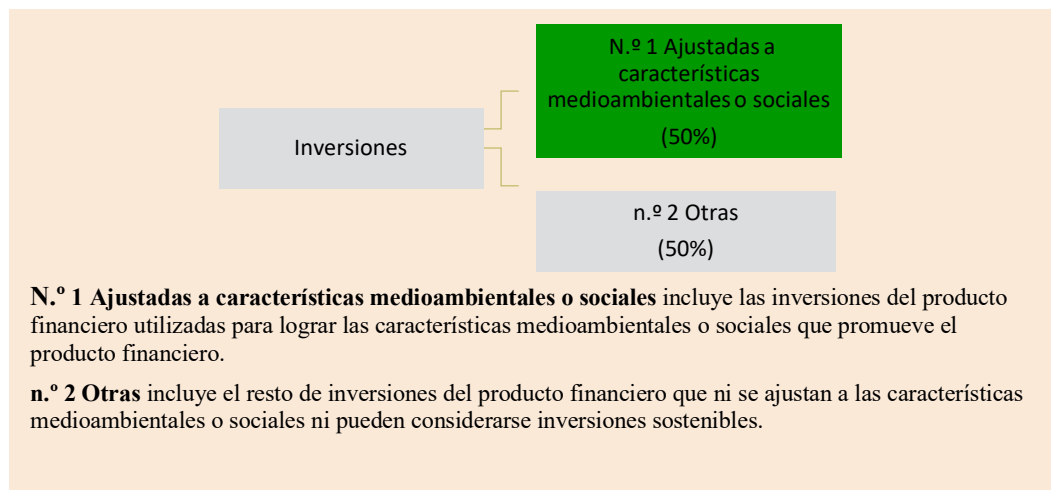 N.º 1 Ajustadas a
características
medioambientales o sociales
(50%)
Inversiones
n.º 2 Otras
(50%)
N.º 1 Ajustadas a características medioambientales o sociales incluye las inversiones del producto
financiero utilizadas para lograr las características medioambientales o sociales que promueve el
producto financiero.
n.º 2 Otras incluye el resto de inversiones del producto financiero que ni se ajustan a las características
medioambientales o sociales ni pueden considerarse inversiones sostenibles.